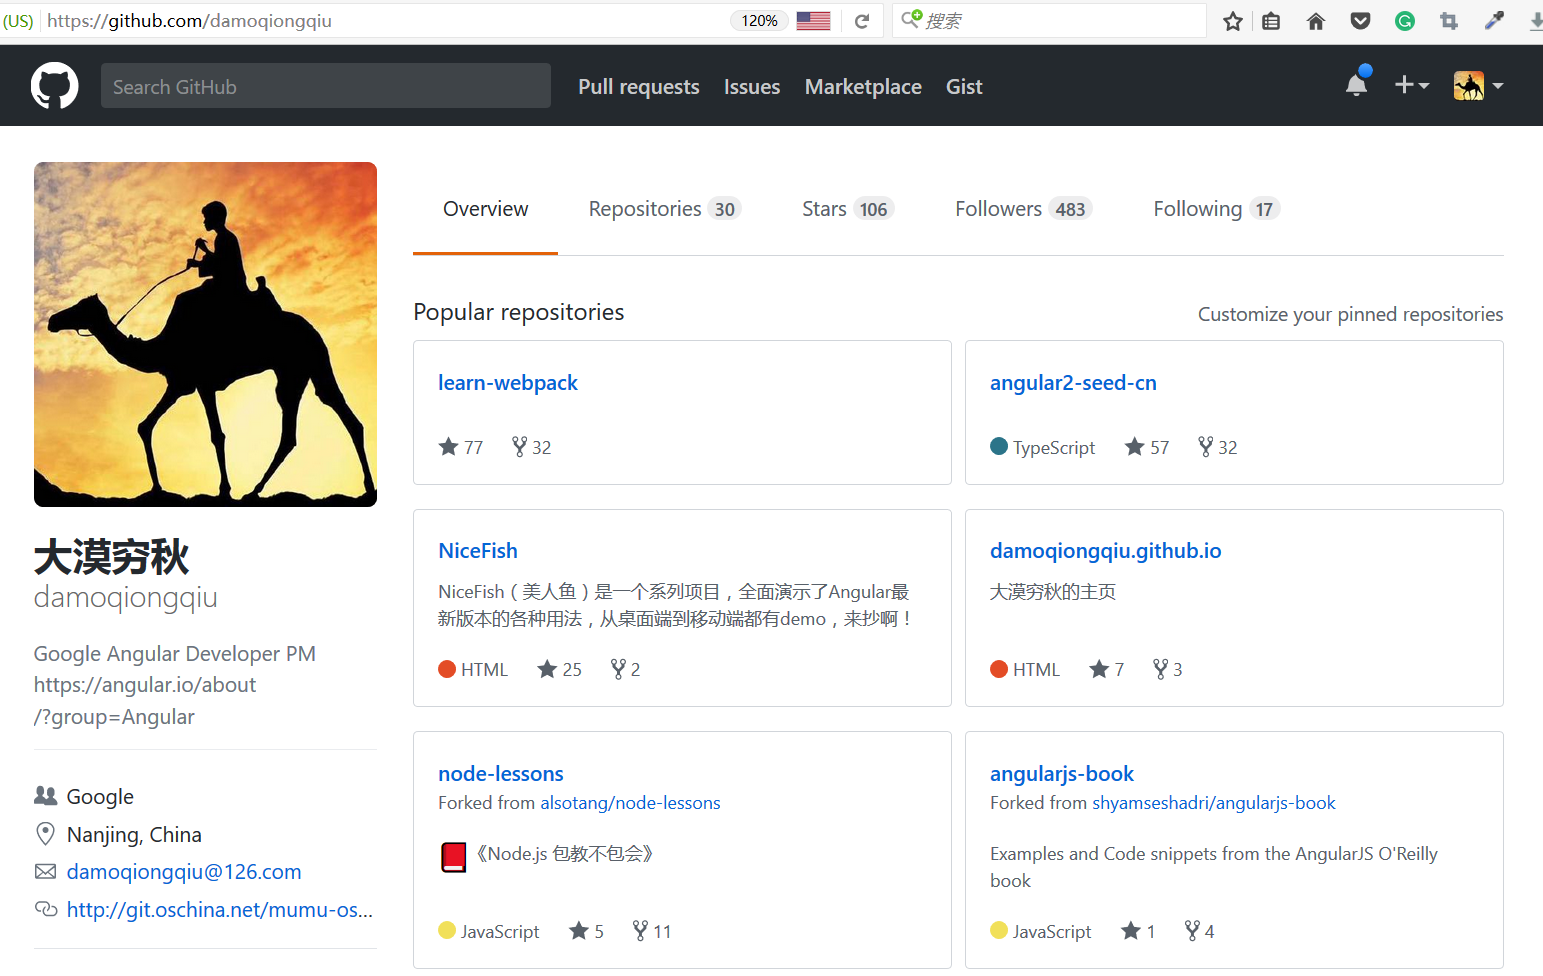 (US) https://github.com/damoqiongqiu 120% 搜索
Search GitHub Pull requests Issues Marketplace Gist
Overview Repositories 30 Stars 106 Followers 483 Following 17
大漠穷秋
damoqiongqiu
Google Angular Developer PM
https://angular.io/about
/?group=Angular
Google
Nanjing, China
damoqiongqiu@126.com
http://git.oschina.net/mumu-os...
Popular repositories Customize your pinned repositories
learn-webpack
77 32
angular2-seed-cn
TypeScript 57 32
NiceFish
NiceFish（美人鱼）是一个系列项目，全面演示了Angular最
新版本的各种用法，从桌面端到移动端都有demo，来抄啊！
HTML 25 2
damoqiongqiu.github.io
大漠穷秋的主页
HTML 7 3
node-lessons
Forked from alsotang/node-lessons
《Node.js 包教不包会》
JavaScript 5 11
angularjs-book
Forked from shyamseshadri/angularjs-book
Examples and Code snippets from the AngularJS O'Reilly
book
JavaScript 1 4